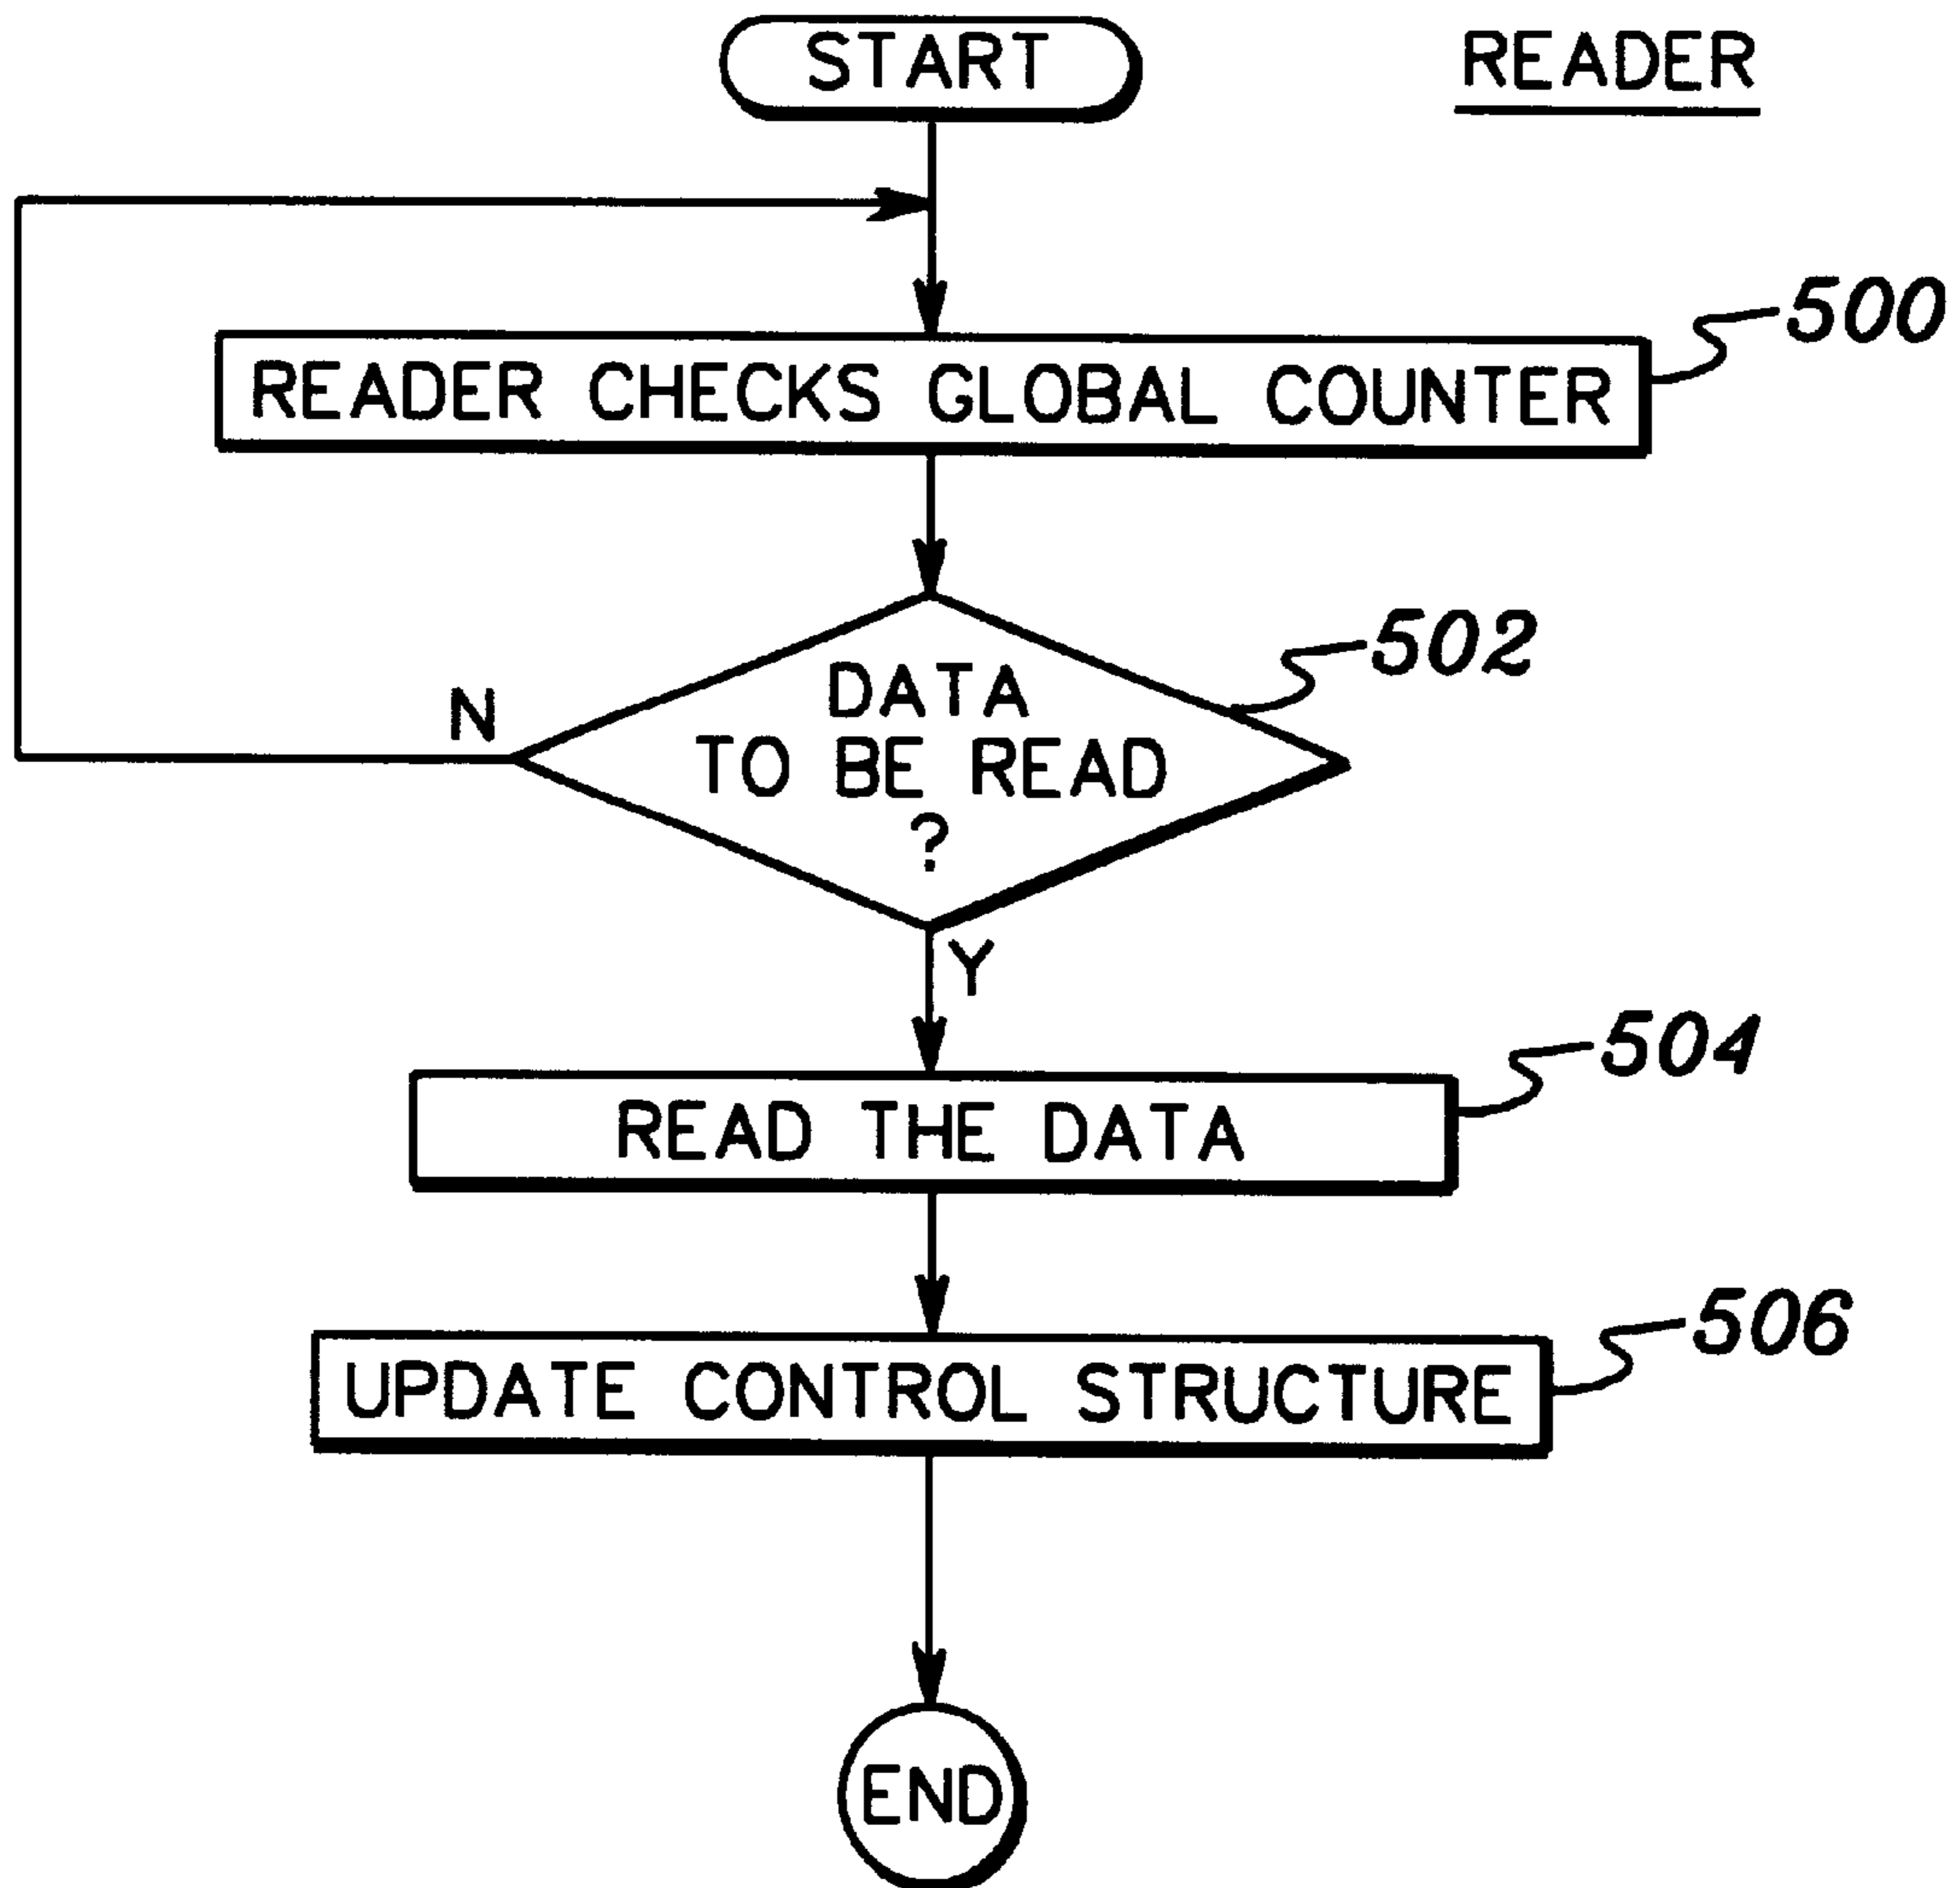 START
READER
500
READER CHECKS GLOBAL COUNTER
502
DATA
TO BE READ
?
N
Y
504
READ THE DATA
506
UPDATE CONTROL STRUCTURE
END